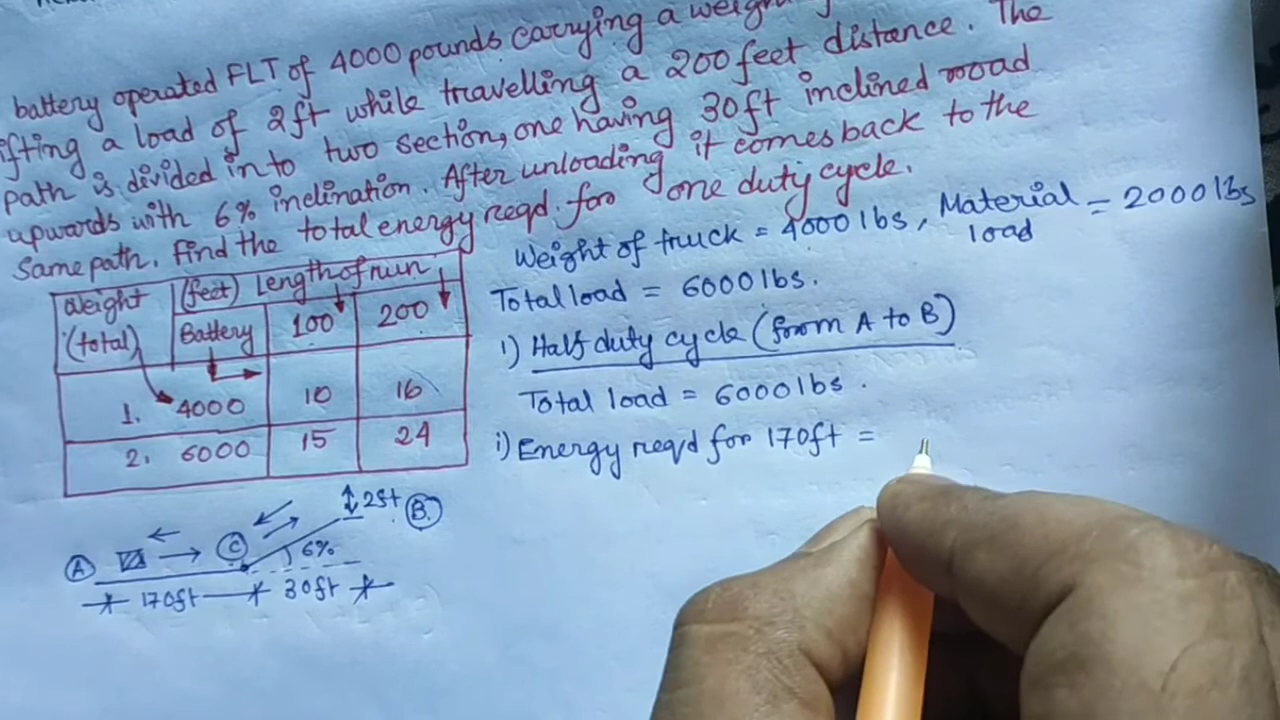 battery operated FLT of 4000 pounds carrying a
a load of 2ft while travelling a 200 feet distance. The
path is divided in to two section, one having 30ft inclined road
upwards with 6% inclination. After unloading it comes back to the
same path. Find the total energy reqd. for one duty cycle.
Weight of truck = 4000 lbs, Material load = 2000 lbs
Total load = 6000 lbs.
1) Half duty cycle (from A to B)
Total load = 6000 lbs.
i) Energy reqd for 170ft =
Weight (total) (feet) Length of run
Battery 100 200
1. 4000 10 16
2. 6000 15 24
2ft B.
A C 6%
170ft 30ft